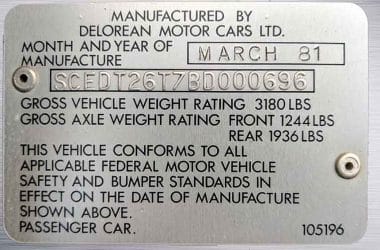 MANUFACTURED BY
DELOREAN MOTOR CARS LTD.
MONTH AND YEAR OF
MANUFACTURE MARCH 81
SCEDT26T7BD000696
GROSS VEHICLE WEIGHT RATING 3180 LBS
GROSS AXLE WEIGHT RATING FRONT 1244 LBS
REAR 1936 LBS
THIS VEHICLE CONFORMS TO ALL
APPLICABLE FEDERAL MOTOR VEHICLE
SAFETY AND BUMPER STANDARDS IN
EFFECT ON THE DATE OF MANUFACTURE
SHOWN ABOVE.
PASSENGER CAR. 105196